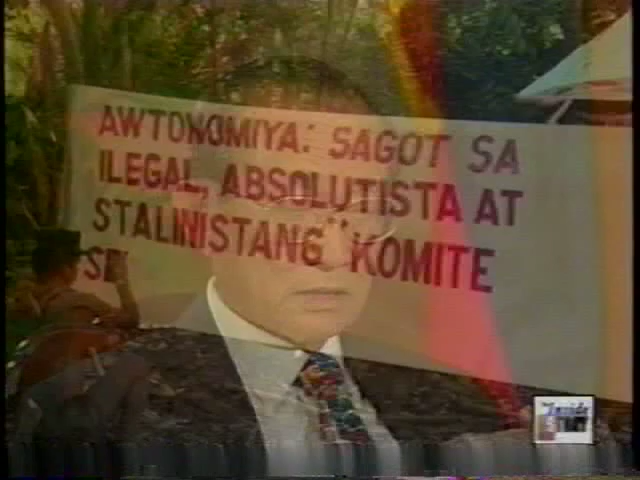 AWTONOMIYA: SAGOT SA
ILEGAL, ABSOLUTISTA AT
STALINISTANG "KOMITE